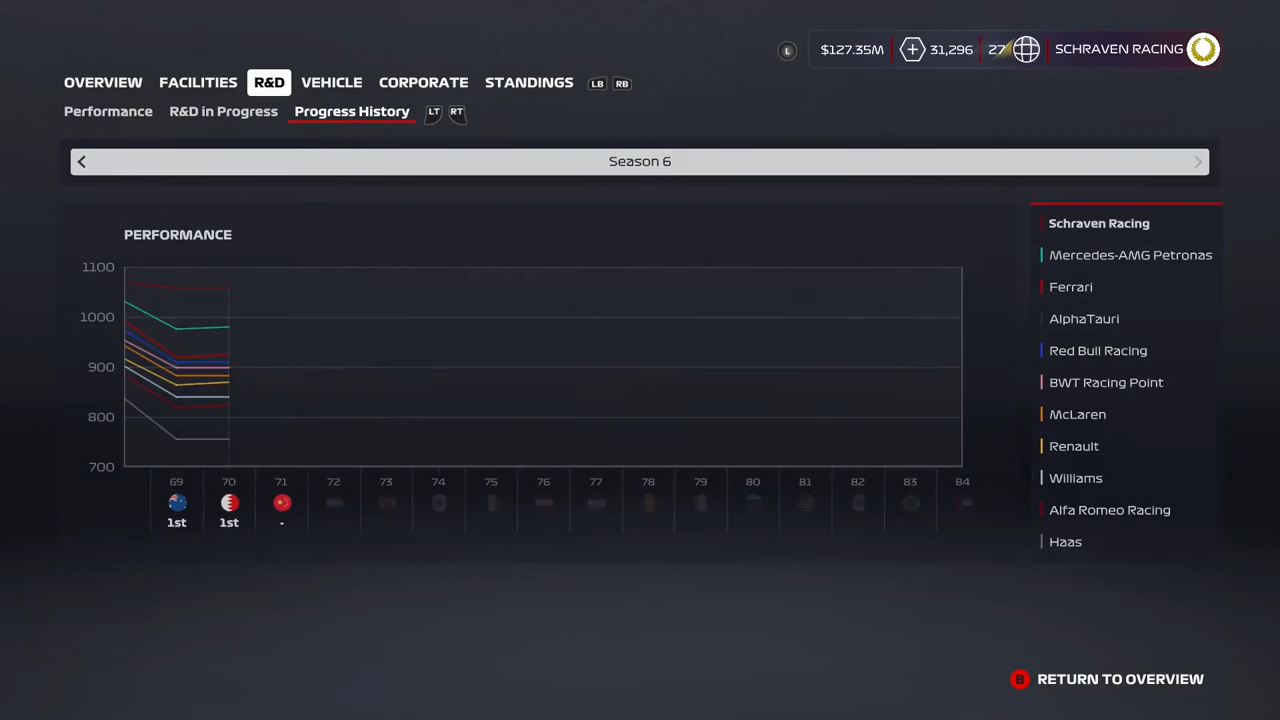 L $127.35M 31,296 27 SCHRAVEN RACING
OVERVIEW FACILITIES R&D VEHICLE CORPORATE STANDINGS LB RB
Performance R&D in Progress Progress History LT RT
Season 6
PERFORMANCE
1100
1000
900
800
700
69 70 71 72 73 74 75 76 77 78 79 80 81 82 83 84
1st 1st -
Schraven Racing
Mercedes-AMG Petronas
Ferrari
AlphaTauri
Red Bull Racing
BWT Racing Point
McLaren
Renault
Williams
Alfa Romeo Racing
Haas
B RETURN TO OVERVIEW